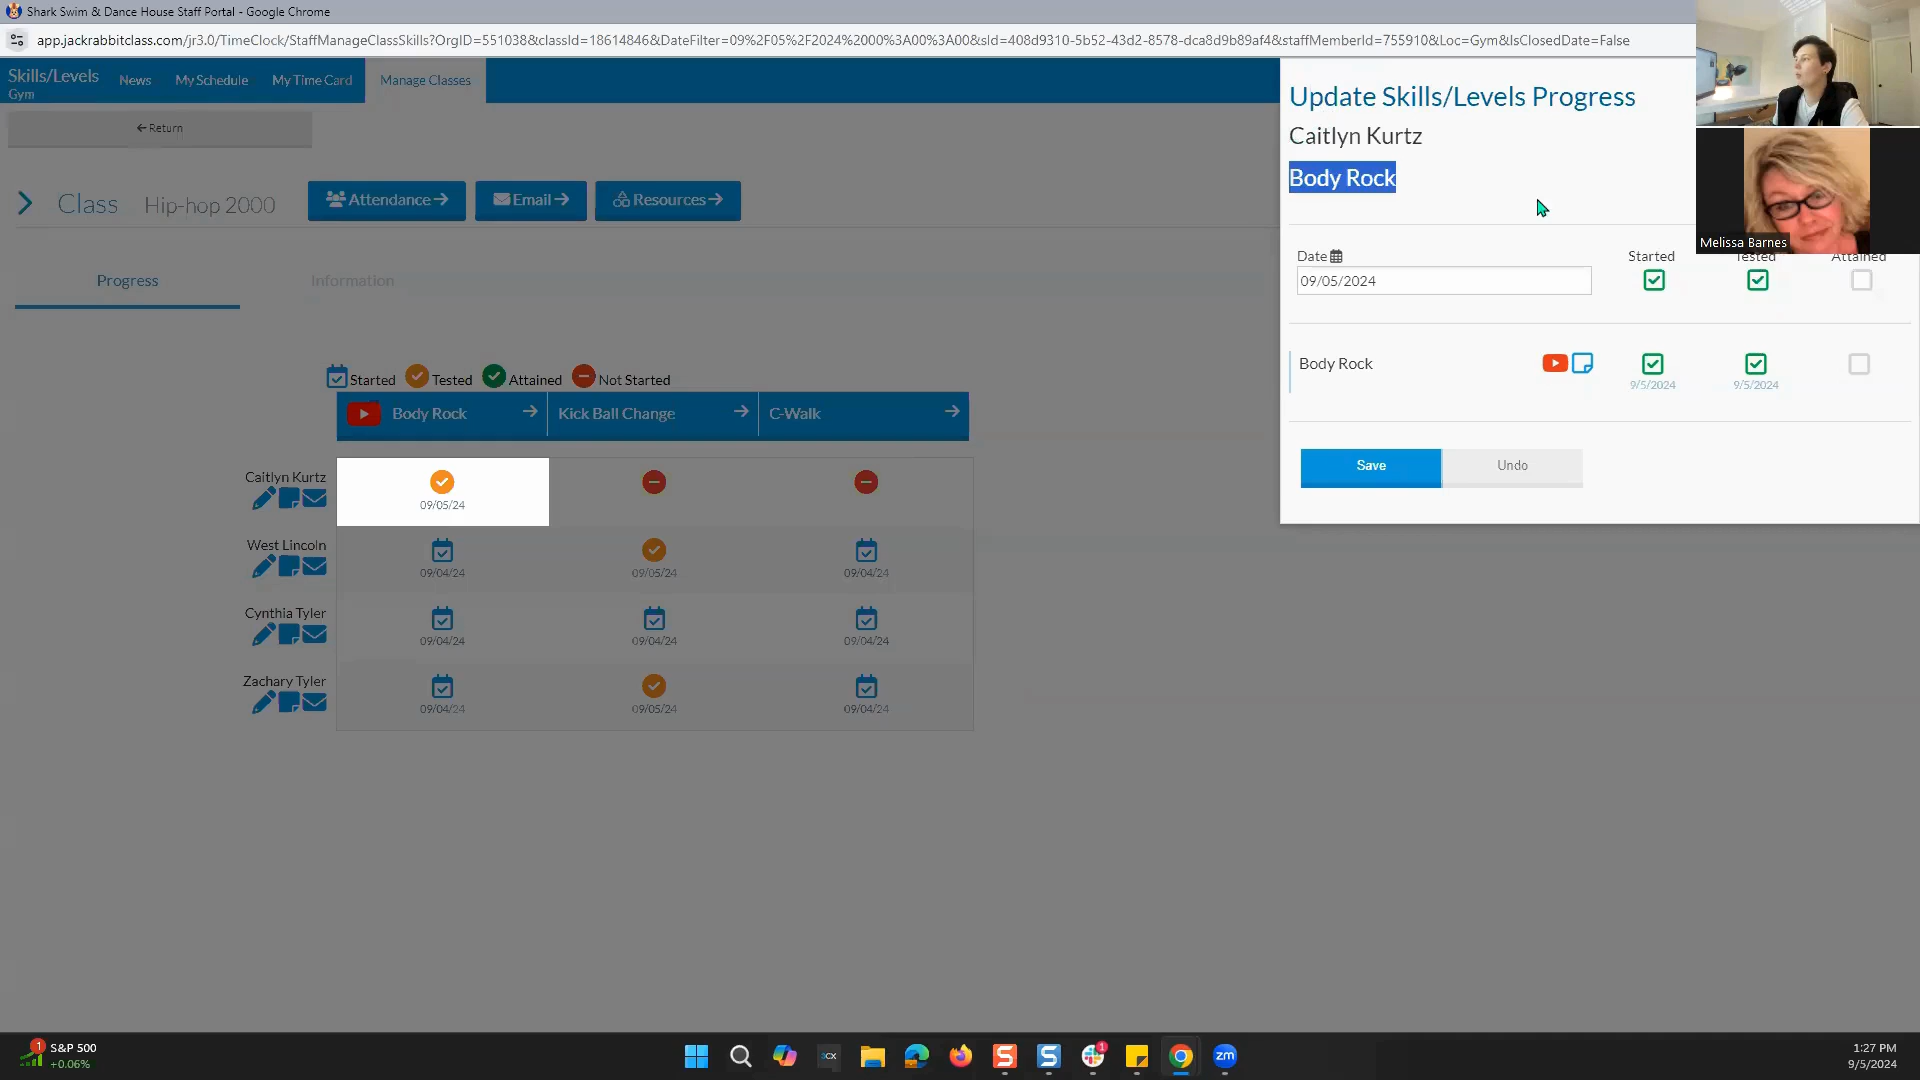 Shark Swim & Dance House Staff Portal - Google Chrome
app.jackrabbitclass.com/jr3.0/TimeClock/StaffManageClassSkills?OrgID=551038&classId=18614846&DateFilter=09%2F05%2F2024%2000%3A00%3A00&sId=408d9310-5b52-43d2-8578-dca8d9b89af4&staffMemberId=755910&Loc=Gym&IsClosedDate=False
Skills/Levels
Gym
News
My Schedule
My Time Card
Manage Classes
Return
Class
Hip-hop 2000
Attendance
Email
Resources
Progress
Information
Started
Tested
Attained
Not Started
Body Rock
Kick Ball Change
C-Walk
Caitlyn Kurtz
09/05/24
West Lincoln
09/04/24
09/05/24
09/04/24
Cynthia Tyler
09/04/24
09/04/24
09/04/24
Zachary Tyler
09/04/24
09/05/24
09/04/24
Update Skills/Levels Progress
Caitlyn Kurtz
Body Rock
Date
Started
Tested
Attained
09/05/2024
Body Rock
9/5/2024
9/5/2024
Save
Undo
Melissa Barnes
1
S&P 500
+0.06%
3CX
S
S
1
zm
1:27 PM
9/5/2024